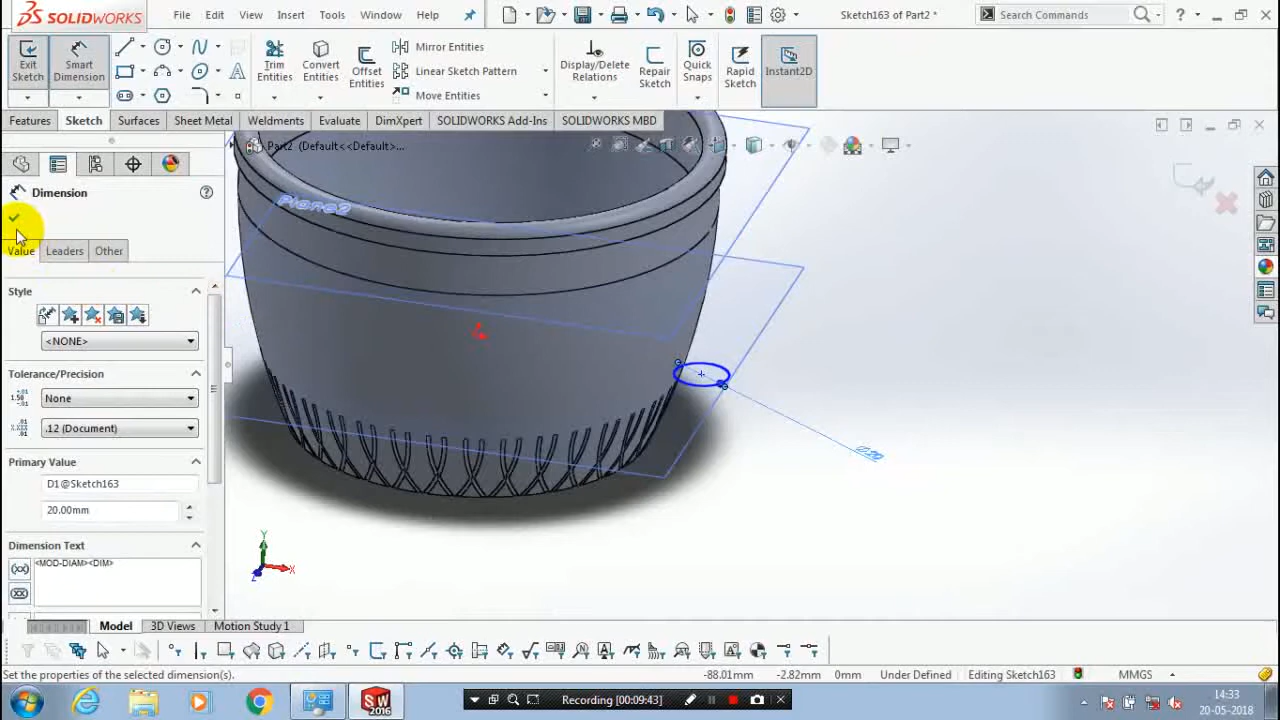 SOLIDWORKS
File Edit View Insert Tools Window Help
Sketch163 of Part2 *
Search Commands
?
Exit Sketch
Smart Dimension
Trim Entities
Convert Entities
Offset Entities
Mirror Entities
Linear Sketch Pattern
Move Entities
Display/Delete Relations
Repair Sketch
Quick Snaps
Rapid Sketch
Instant2D
Features Sketch Surfaces Sheet Metal Weldments Evaluate DimXpert SOLIDWORKS Add-Ins SOLIDWORKS MBD
Part2 (Default<<Default>...
Dimension
Value Leaders Other
Style
<NONE>
Tolerance/Precision
None
.12 (Document)
Primary Value
D1@Sketch163
20.00mm
Dimension Text
<MOD-DIAM><DIM>
Plane2
Y
X
Z
Model 3D Views Motion Study 1
Set the properties of the selected dimension(s).
-88.01mm -2.82mm 0mm Under Defined Editing Sketch163 MMGS
SW 2016
Recording [00:09:43]
14:33
20-05-2018